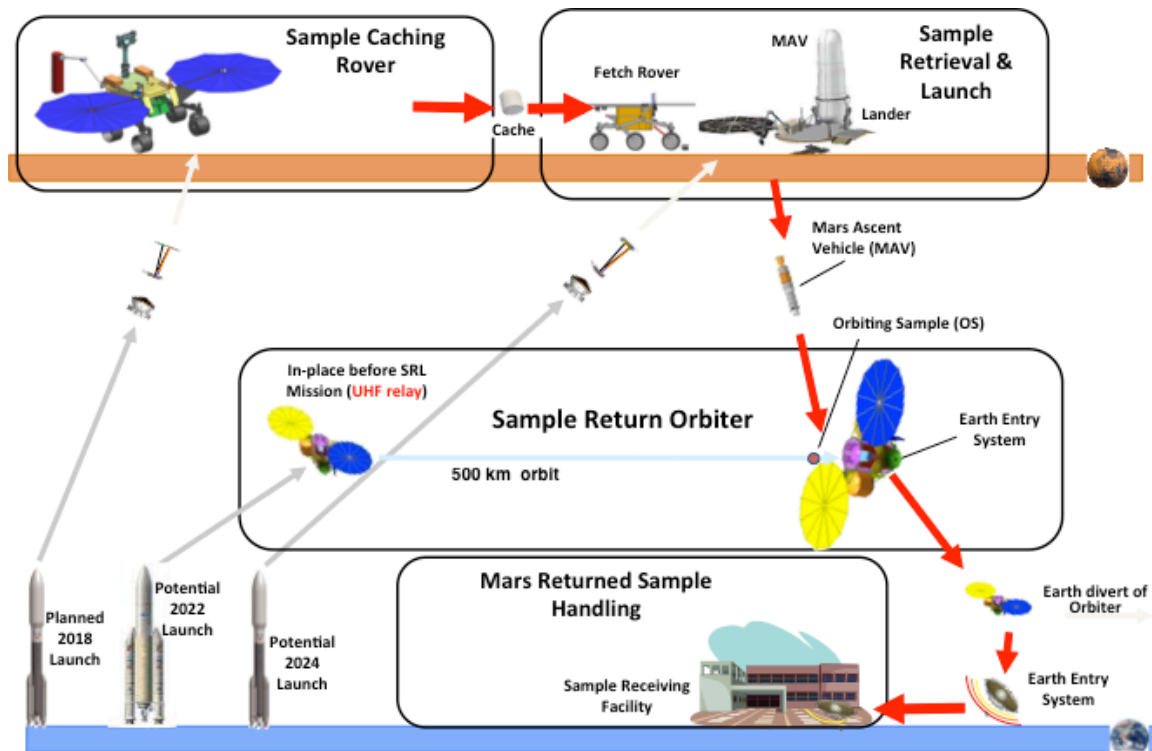 Sample Caching
Rover
Cache
Fetch Rover
MAV
Lander
Sample
Retrieval &
Launch
Mars Ascent
Vehicle (MAV)
Orbiting Sample (OS)
In-place before SRL
Mission (UHF relay)
Sample Return Orbiter
500 km orbit
Earth Entry
System
Planned
2018
Launch
Potential
2022
Launch
Potential
2024
Launch
Mars Returned Sample
Handling
Sample Receiving
Facility
Earth divert of
Orbiter
Earth Entry
System